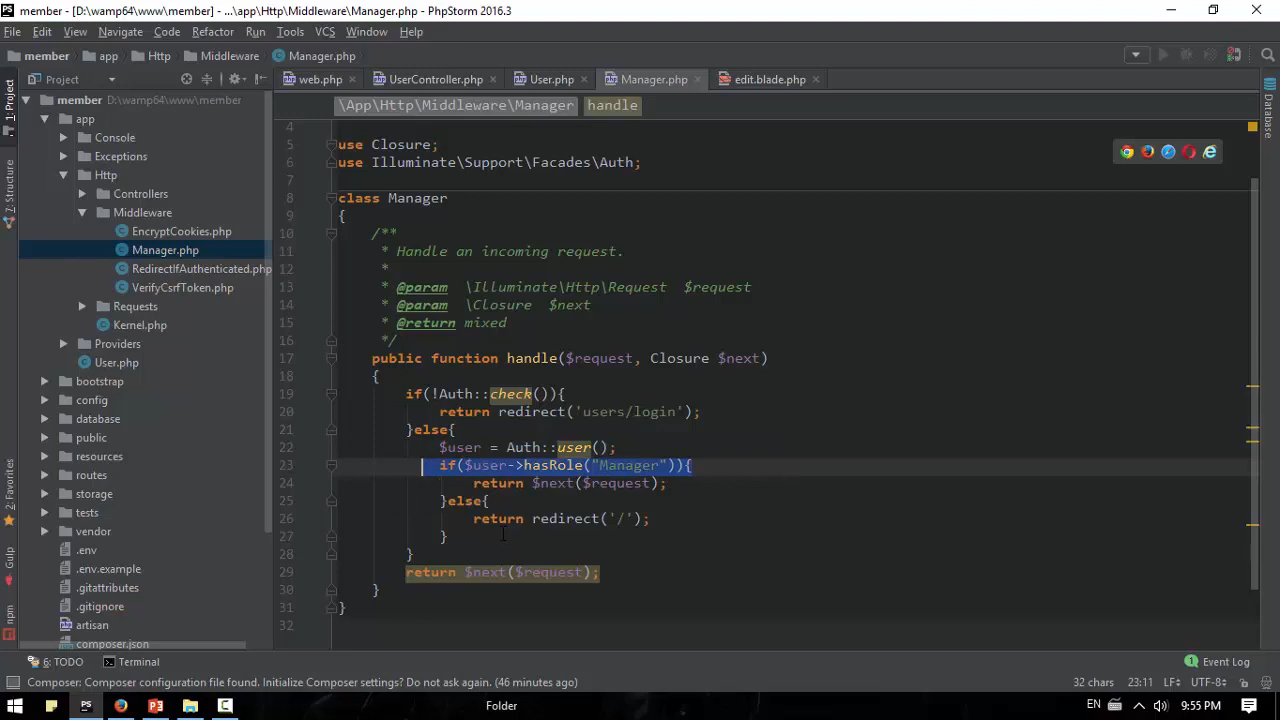 member - [D:\wamp64\www\member] - ...\app\Http\Middleware\Manager.php - PhpStorm 2016.3
File Edit View Navigate Code Refactor Run Tools VCS Window Help
member app Http Middleware Manager.php
1: Project
7: Structure
2: Favorites
Gulp
npm
Project
web.php UserController.php User.php Manager.php edit.blade.php
\App\Http\Middleware\Manager handle
member D:\wamp64\www\member
app
Console
Exceptions
Http
Controllers
Middleware
EncryptCookies.php
Manager.php
RedirectIfAuthenticated.php
VerifyCsrfToken.php
Requests
Kernel.php
Providers
User.php
bootstrap
config
database
public
resources
routes
storage
tests
vendor
.env
.env.example
.gitattributes
.gitignore
artisan
composer.json
4
5 use Closure;
6 use Illuminate\Support\Facades\Auth;
7
8 class Manager
9 {
10 /**
11 * Handle an incoming request.
12 *
13 * @param \Illuminate\Http\Request $request
14 * @param \Closure $next
15 * @return mixed
16 */
17 public function handle($request, Closure $next)
18 {
19 if(!Auth::check()){
20 return redirect('users/login');
21 }else{
22 $user = Auth::user();
23 if($user->hasRole("Manager")){
24 return $next($request);
25 }else{
26 return redirect('/');
27 }
28 }
29 return $next($request);
30 }
31 }
32
Database
6: TODO Terminal 1 Event Log
Composer: Composer configuration file found. Initialize Composer settings? Do not ask again. (46 minutes ago) 32 chars 23:11 LF÷ UTF-8÷
Folder
EN 9:55 PM